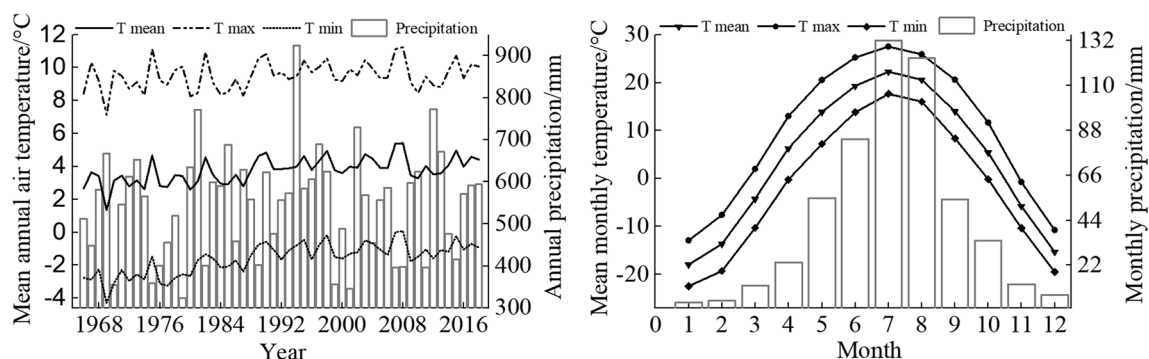 T mean T max T min Precipitation
12
10
8
6
4
2
0
-2
-4
900
800
700
600
500
400
300
1968 1976 1984 1992 2000 2008 2016
Mean annual air temperature/°C
Annual precipitation/mm
Year
T mean T max T min Precipitation
30
20
10
0
-10
-20
132
110
88
66
44
22
0 1 2 3 4 5 6 7 8 9 10 11 12
Mean monthly temperature/°C
Monthly precipitation/mm
Month